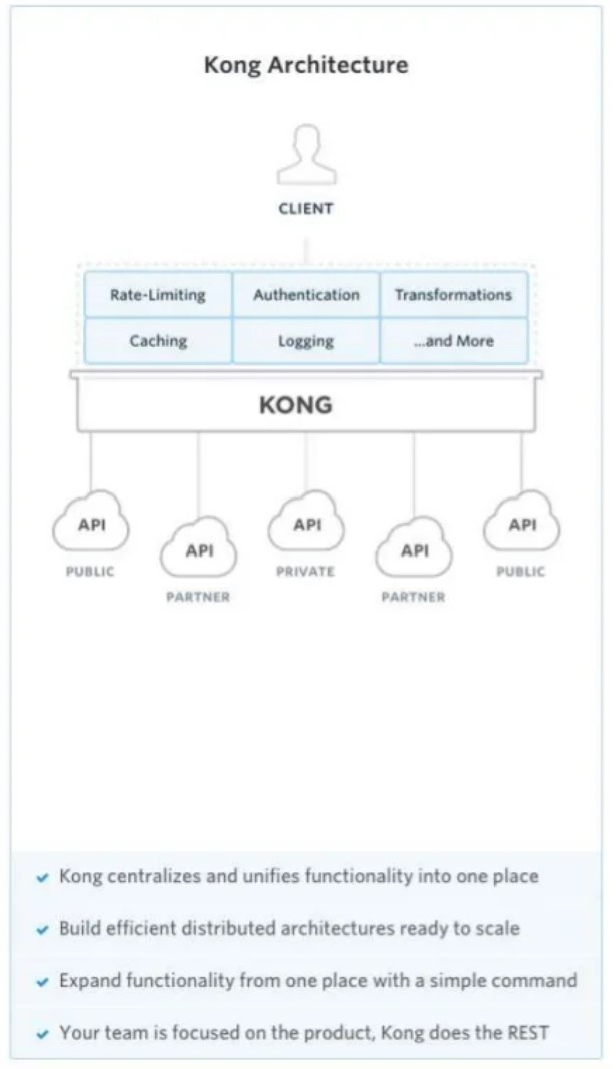 Kong Architecture
CLIENT
Rate-Limiting Authentication Transformations
Caching Logging ...and More
KONG
API API API API API
PUBLIC PARTNER PRIVATE PARTNER PUBLIC
Kong centralizes and unifies functionality into one place
Build efficient distributed architectures ready to scale
Expand functionality from one place with a simple command
Your team is focused on the product, Kong does the REST